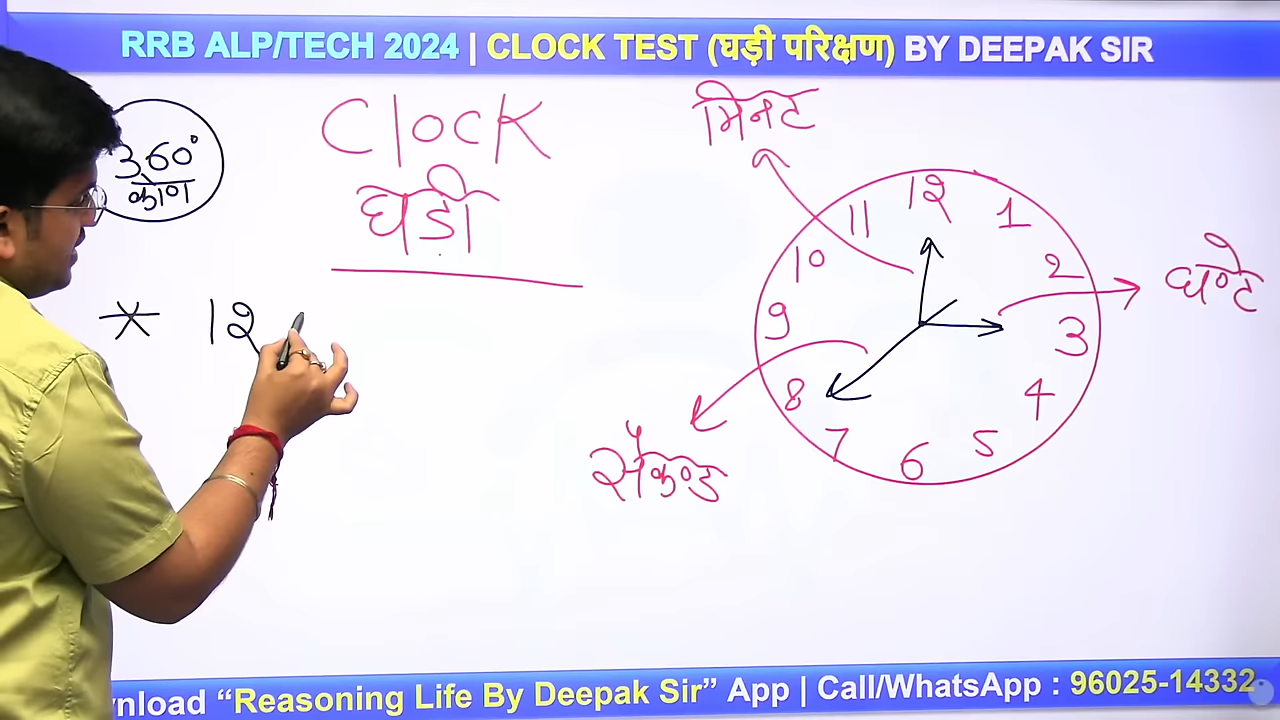 RRB ALP/TECH 2024 | CLOCK TEST (घड़ी परिक्षण) BY DEEPAK SIR
360°
कोण
Clock
घडी
मिनट
12
11
1
10
2
घण्टे
9
3
8
4
7
5
6
सैकण्ड
* 12
nload “Reasoning Life By Deepak Sir” App | Call/WhatsApp : 96025-14332